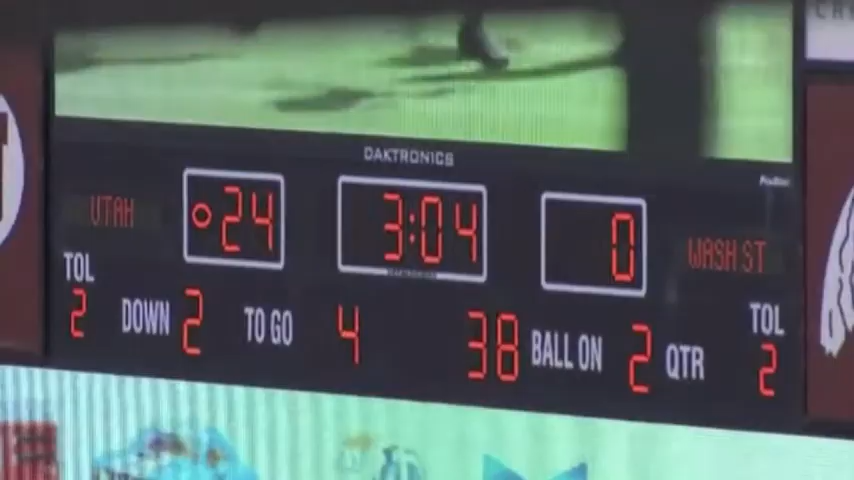 DAKTRONICS
UTAH 24 3:04 0 WASH ST
DAKTRONICS
TOL TOL
2 DOWN 2 TO GO 4 38 BALL ON 2 QTR 2